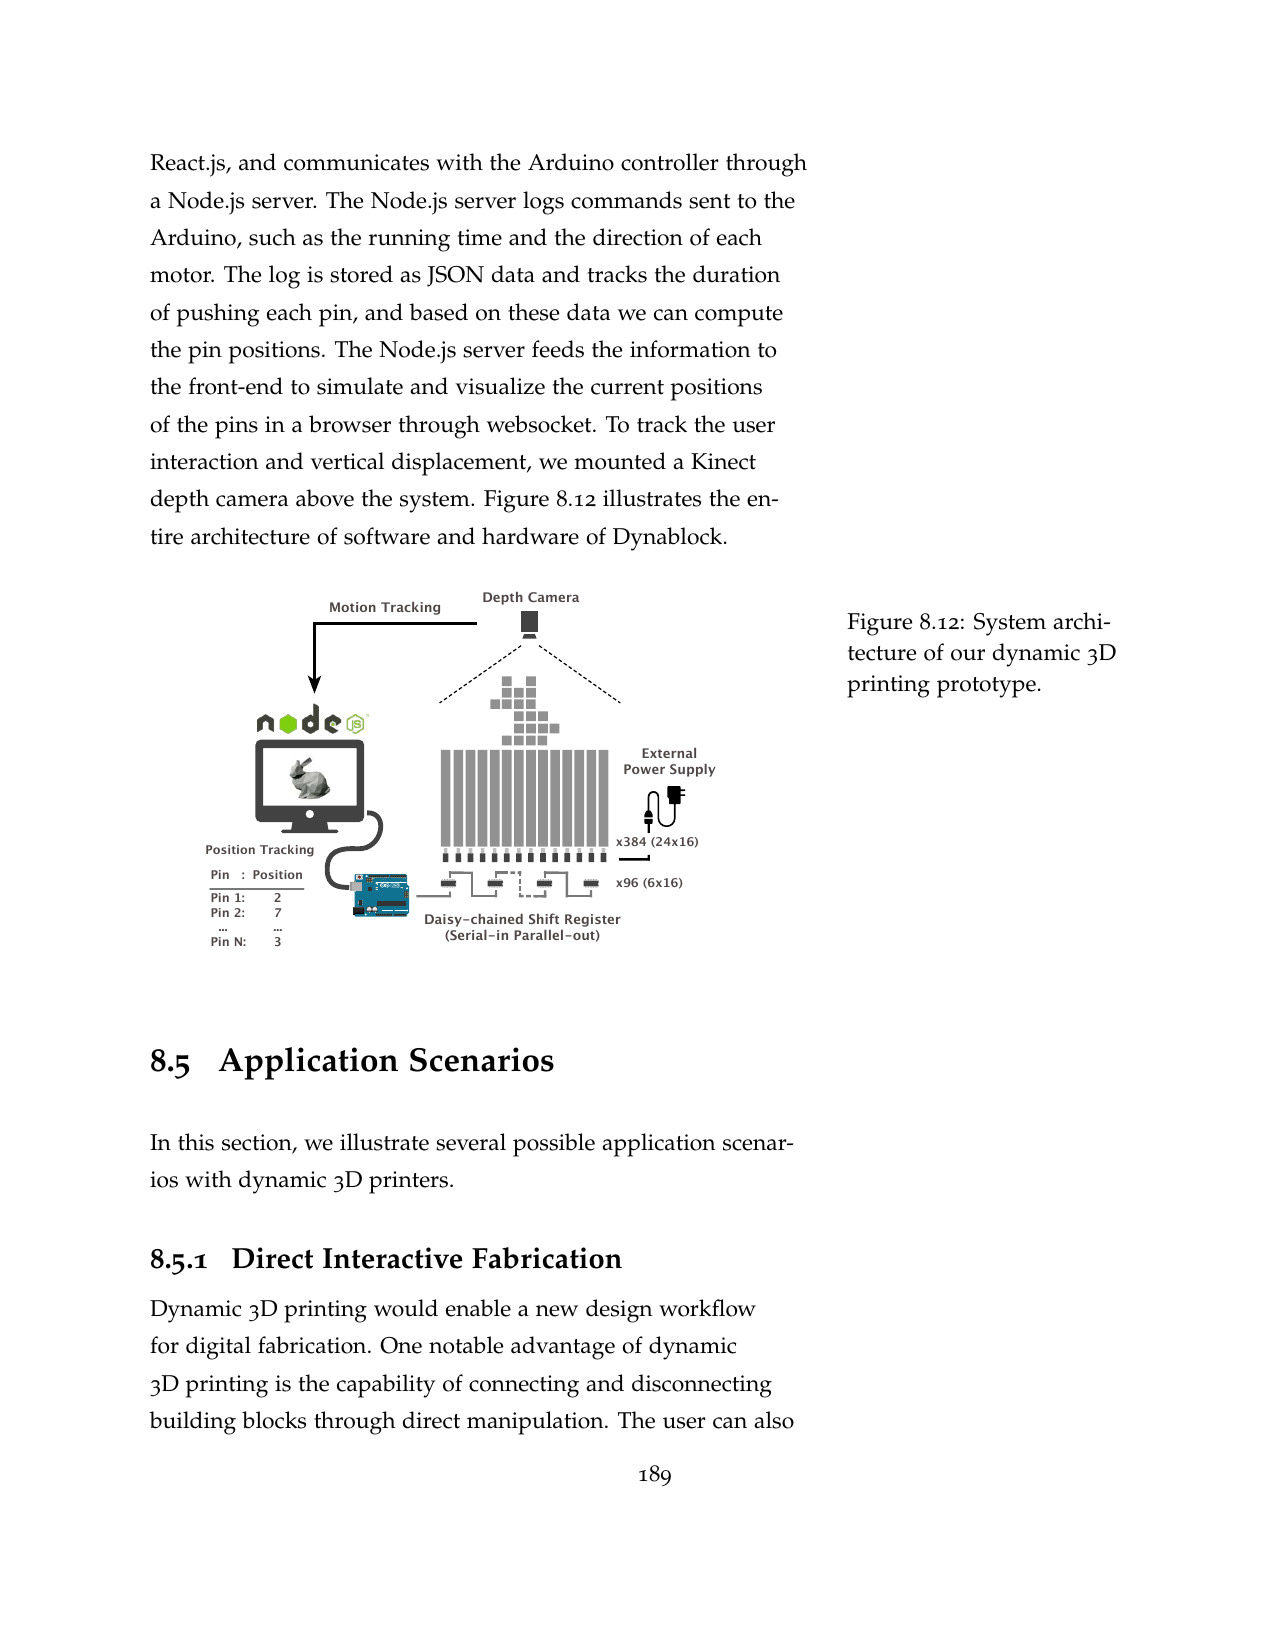 React.js, and communicates with the Arduino controller through
a Node.js server. The Node.js server logs commands sent to the
Arduino, such as the running time and the direction of each
motor. The log is stored as JSON data and tracks the duration
of pushing each pin, and based on these data we can compute
the pin positions. The Node.js server feeds the information to
the front-end to simulate and visualize the current positions
of the pins in a browser through websocket. To track the user
interaction and vertical displacement, we mounted a Kinect
depth camera above the system. Figure 8.12 illustrates the en-
tire architecture of software and hardware of Dynablock.
Depth Camera
Motion Tracking
node JS
External
Power Supply
x384 (24x16)
Position Tracking
Pin : Position
Pin 1: 2
Pin 2: 7
... ...
Pin N: 3
x96 (6x16)
Daisy-chained Shift Register
(Serial-in Parallel-out)
Figure 8.12: System archi-
tecture of our dynamic 3D
printing prototype.
8.5 Application Scenarios
In this section, we illustrate several possible application scenar-
ios with dynamic 3D printers.
8.5.1 Direct Interactive Fabrication
Dynamic 3D printing would enable a new design workflow
for digital fabrication. One notable advantage of dynamic
3D printing is the capability of connecting and disconnecting
building blocks through direct manipulation. The user can also
189